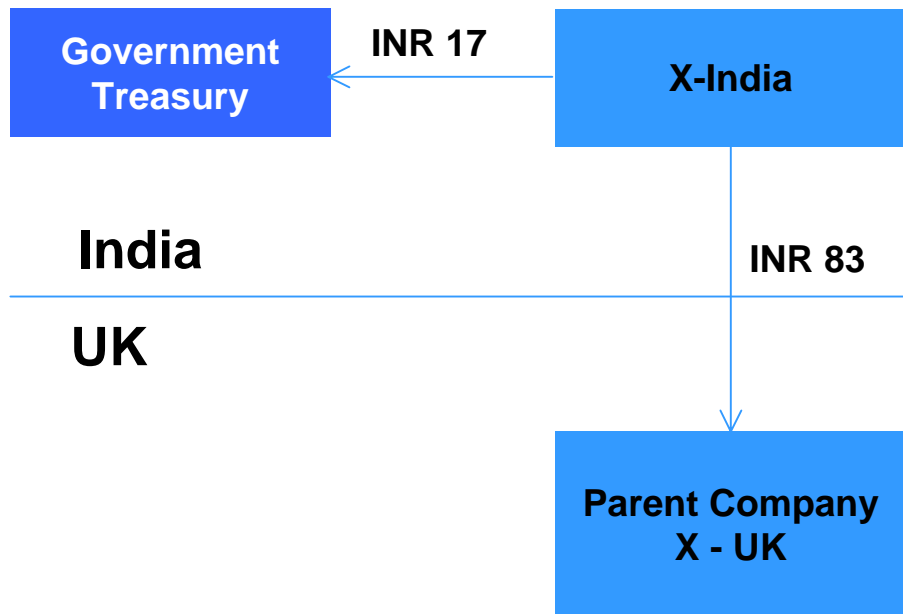 Government
Treasury
INR 17
X-India
India
INR 83
UK
Parent Company
X - UK